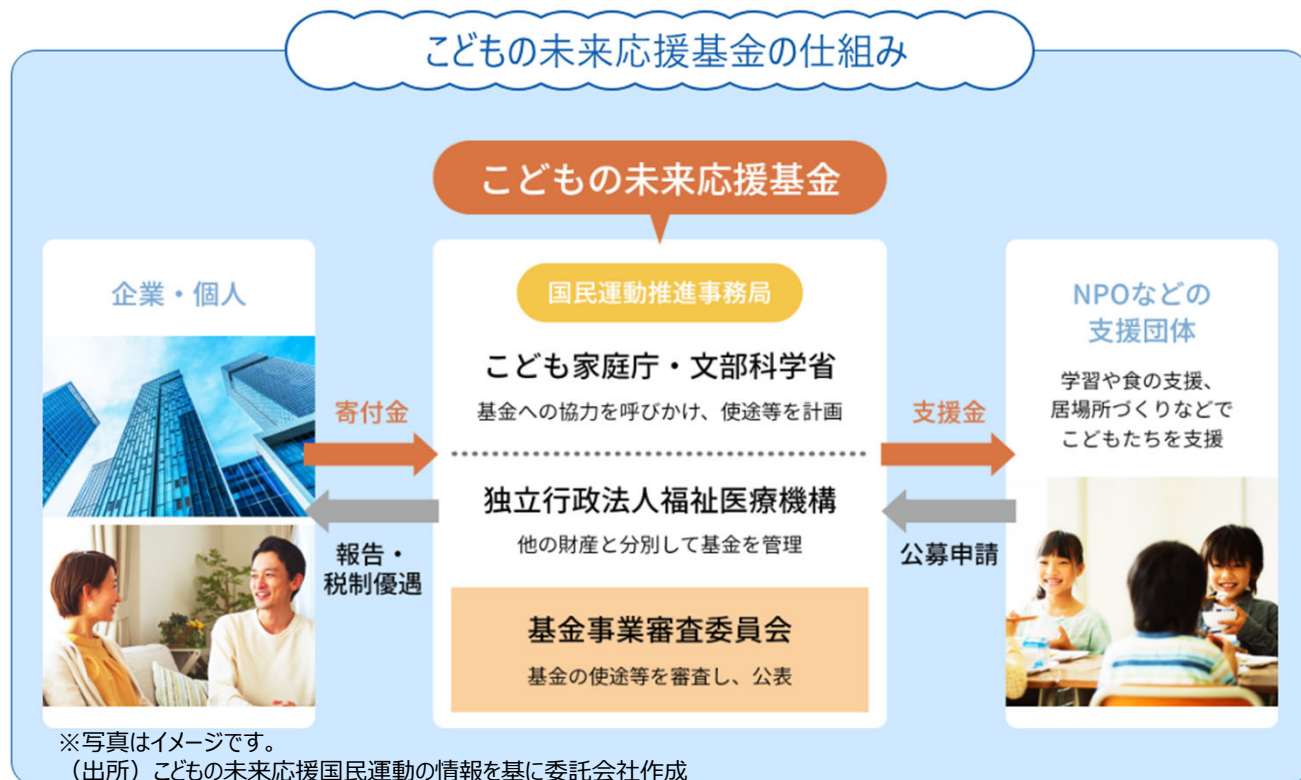 こどもの未来応援基金の仕組み
こどもの未来応援基金
企業・個人
寄付金
報告・
税制優遇
国民運動推進事務局
こども家庭庁・文部科学省
基金への協力を呼びかけ、使途等を計画
独立行政法人福祉医療機構
他の財産と分別して基金を管理
基金事業審査委員会
基金の使途等を審査し、公表
支援金
公募申請
NPOなどの
支援団体
学習や食の支援、
居場所づくりなどで
こどもたちを支援
※写真はイメージです。
（出所）こどもの未来応援国民運動の情報を基に委託会社作成